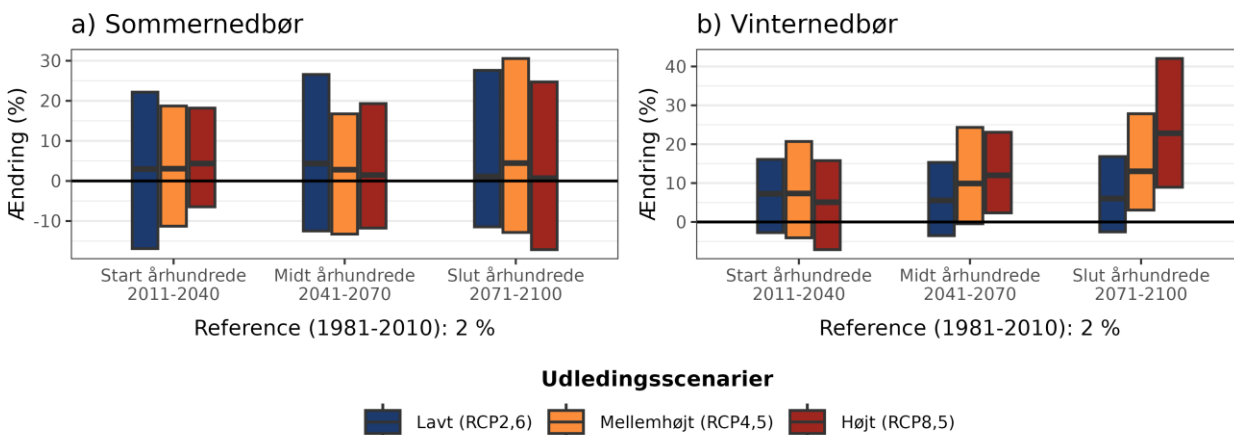 a) Sommernedbør
Ændring (%)
30
20
10
0
-10
Start århundrede
2011-2040
Midt århundrede
2041-2070
Slut århundrede
2071-2100
Reference (1981-2010): 2 %
b) Vinternedbør
Ændring (%)
40
30
20
10
0
Start århundrede
2011-2040
Midt århundrede
2041-2070
Slut århundrede
2071-2100
Reference (1981-2010): 2 %
Udledingsscenarier
Lavt (RCP2,6)
Mellemhøjt (RCP4,5)
Højt (RCP8,5)